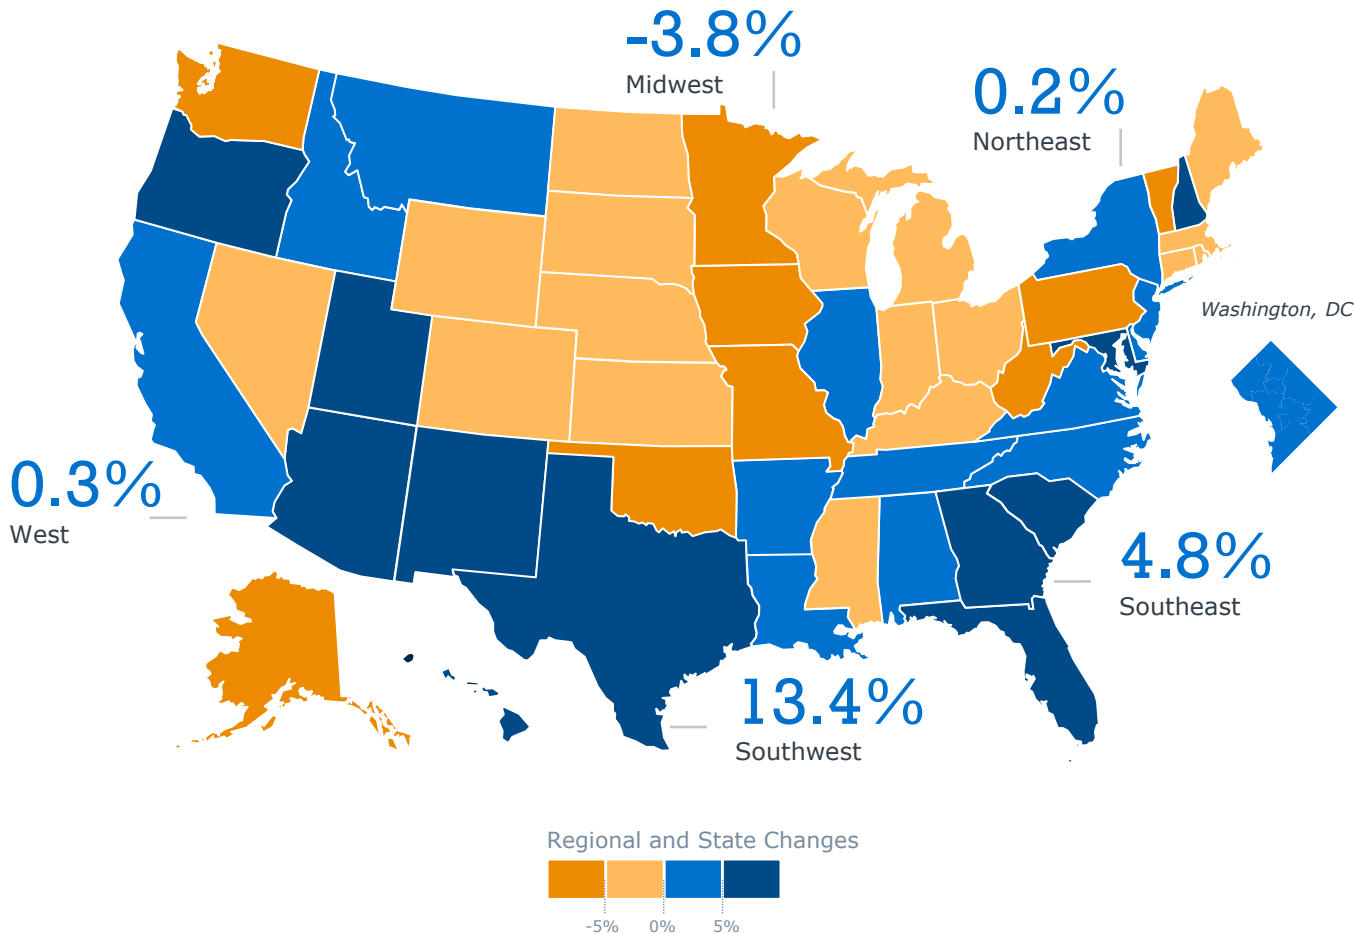 -3.8%
Midwest
0.2%
Northeast
Washington, DC
0.3%
West
4.8%
Southeast
13.4%
Southwest
Regional and State Changes
-5% 0% 5%